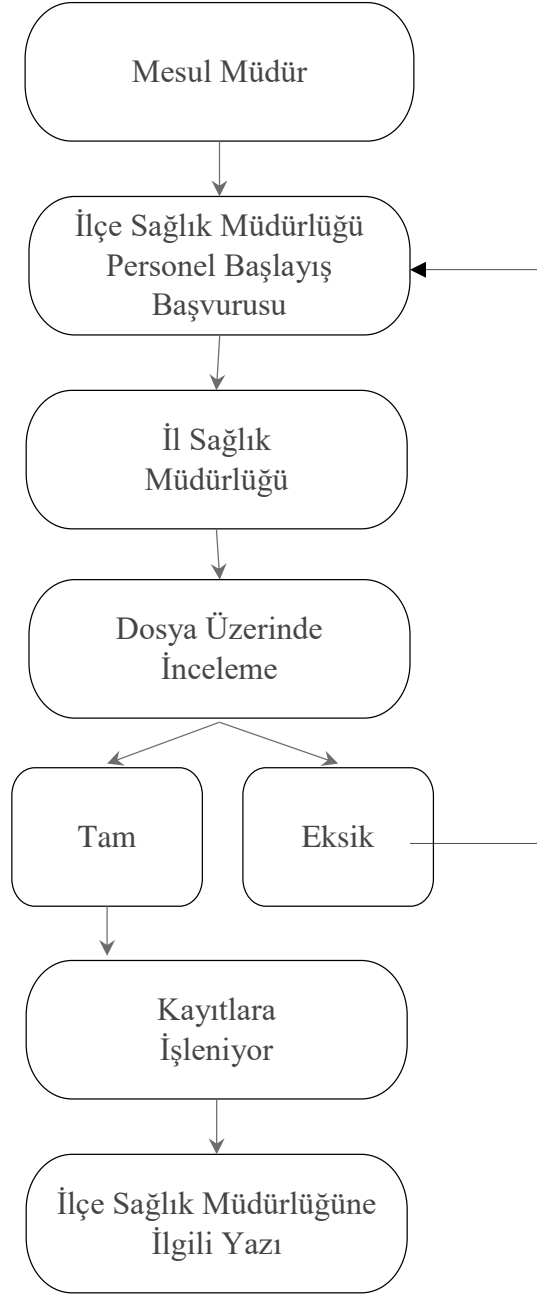 Mesul Müdür
İlçe Sağlık Müdürlüğü
Personel Başlayış
Başvurusu
İl Sağlık
Müdürlüğü
Dosya Üzerinde
İnceleme
Tam
Eksik
Kayıtlara
İşleniyor
İlçe Sağlık Müdürlüğüne
İlgili Yazı